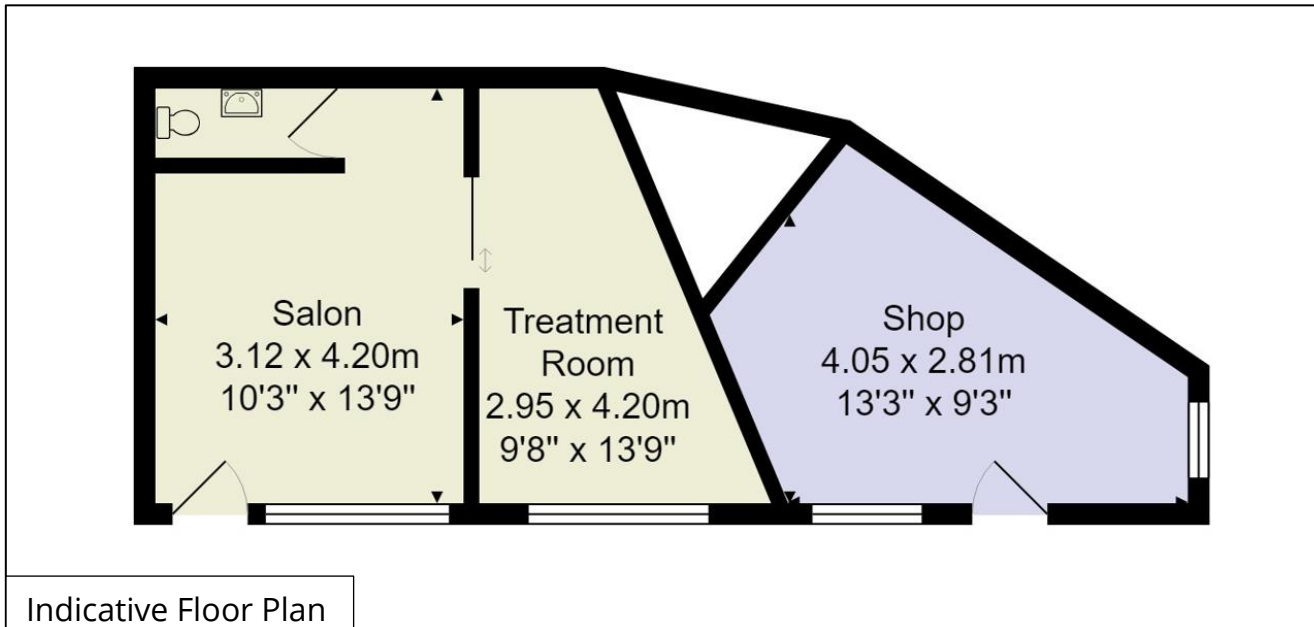 Salon
3.12 x 4.20m
10'3" x 13'9"
Treatment
Room
2.95 x 4.20m
9'8" x 13'9"
Shop
4.05 x 2.81m
13'3" x 9'3"
Indicative Floor Plan